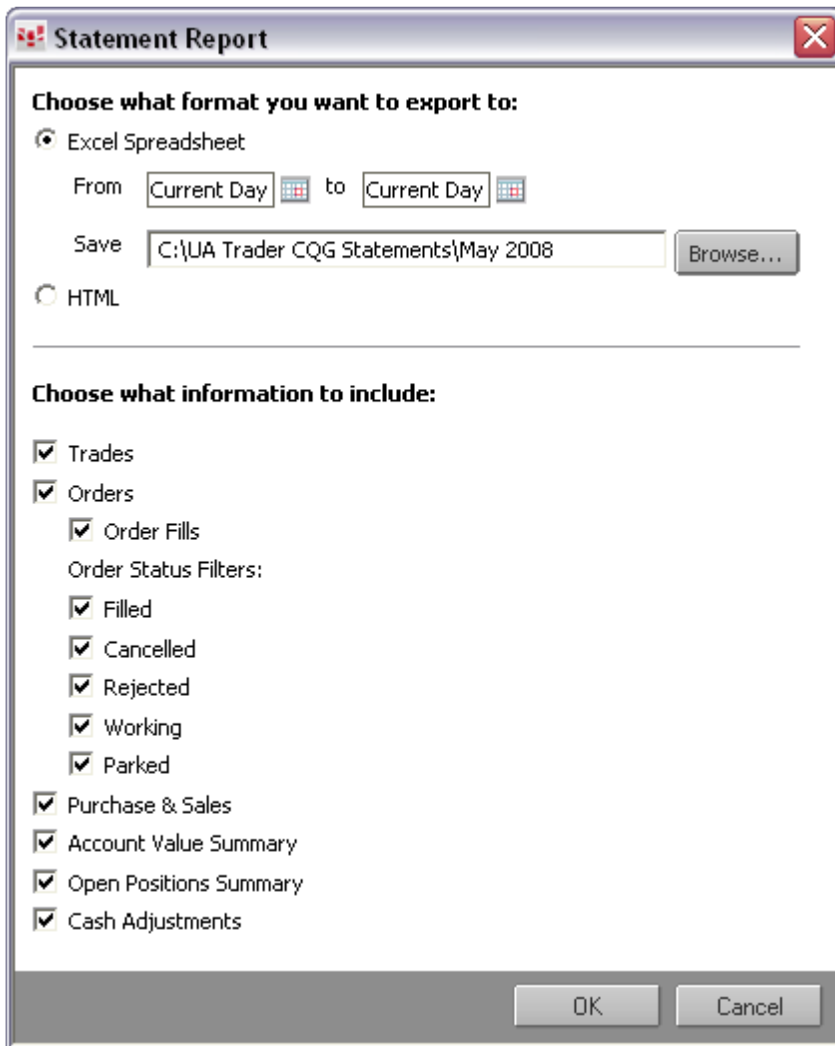 Statement Report
Choose what format you want to export to:
Excel Spreadsheet
From Current Day to Current Day
Save C:\UA Trader CQG Statements\May 2008 Browse...
HTML
Choose what information to include:
Trades
Orders
Order Fills
Order Status Filters:
Filled
Cancelled
Rejected
Working
Parked
Purchase & Sales
Account Value Summary
Open Positions Summary
Cash Adjustments
OK Cancel